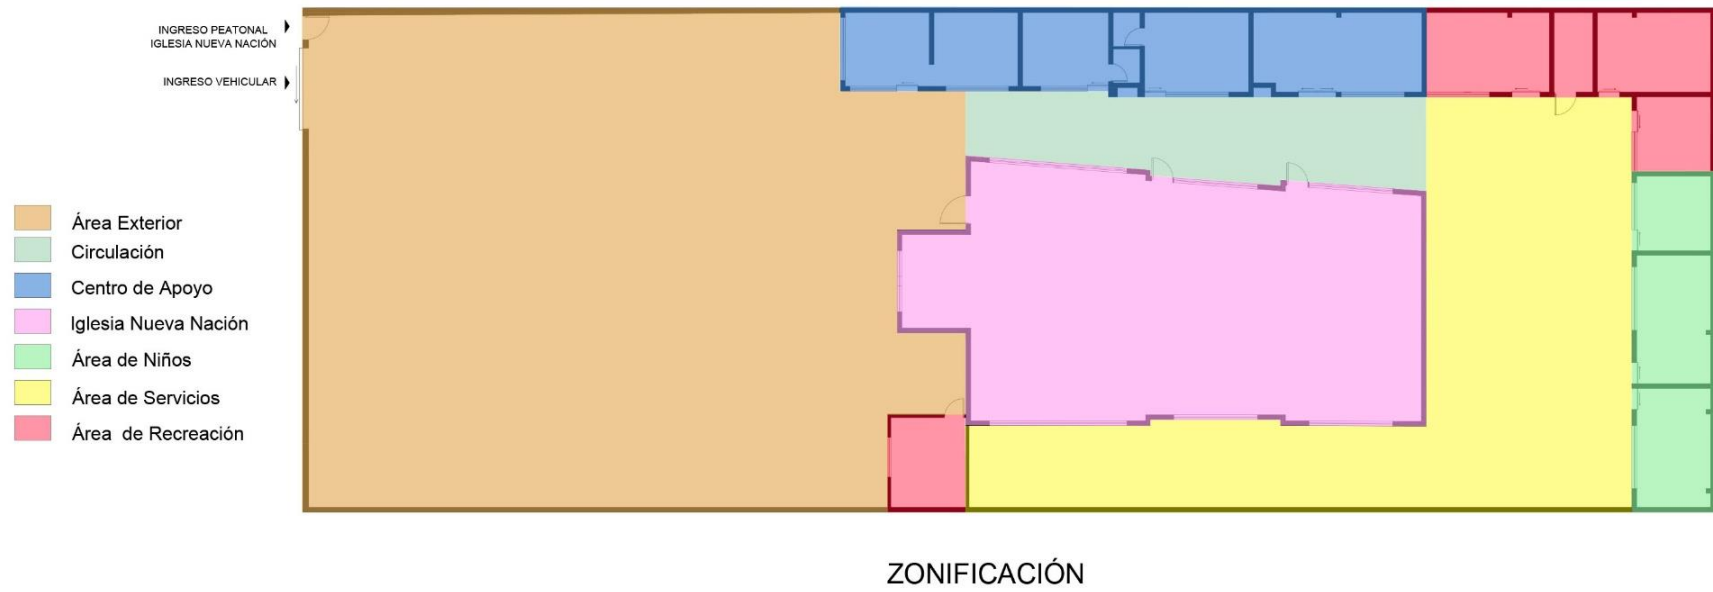 INGRESO PEATONAL
IGLESIA NUEVA NACIÓN
INGRESO VEHICULAR
Área Exterior
Circulación
Centro de Apoyo
Iglesia Nueva Nación
Área de Niños
Área de Servicios
Área de Recreación
ZONIFICACIÓN